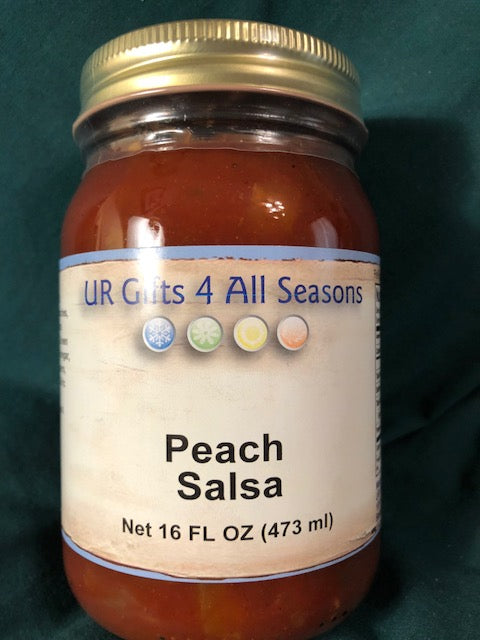 UR Gifts 4 All Seasons
Peach
Salsa
Net 16 FL OZ (473 ml)